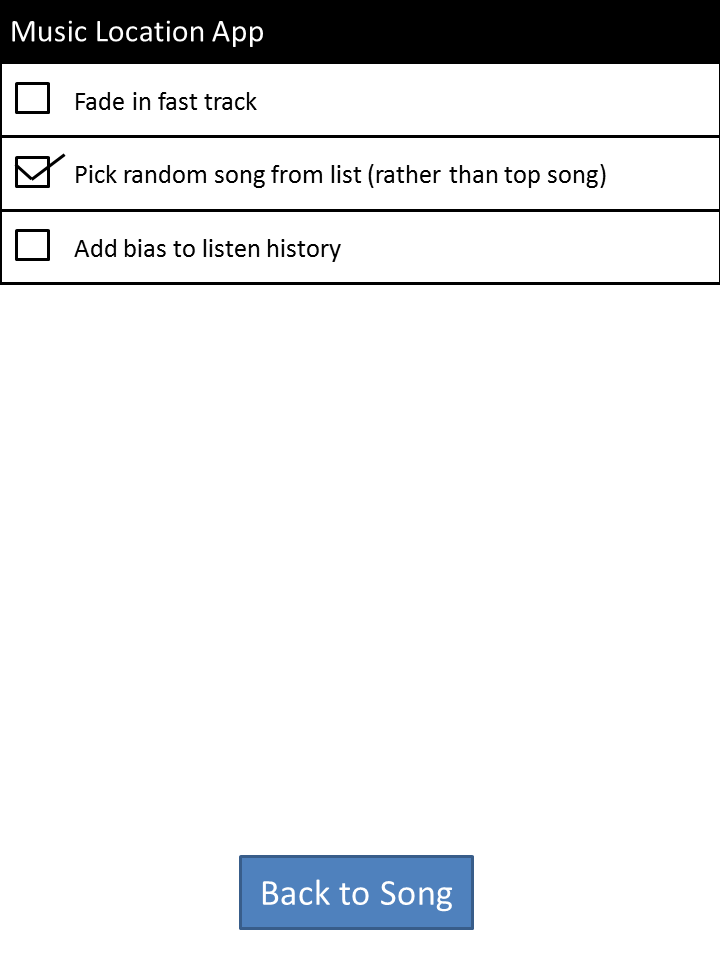 Music Location App
Fade in fast track
Pick random song from list (rather than top song)
Add bias to listen history
Back to Song